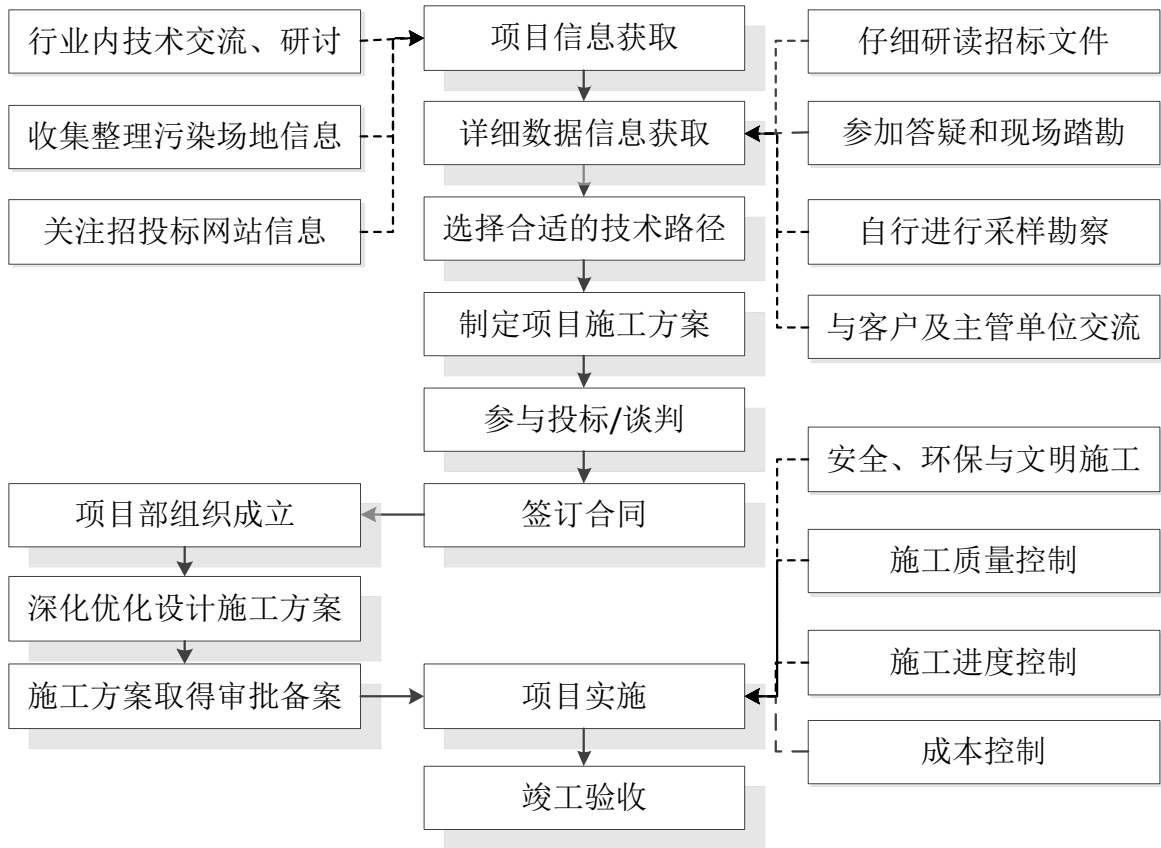 行业内技术交流、研讨
项目信息获取
仔细研读招标文件
收集整理污染场地信息
详细数据信息获取
参加答疑和现场踏勘
关注招投标网站信息
选择合适的技术路径
自行进行采样勘察
制定项目施工方案
与客户及主管单位交流
参与投标/谈判
安全、环保与文明施工
项目部组织成立
签订合同
施工质量控制
深化优化设计施工方案
施工进度控制
施工方案取得审批备案
项目实施
成本控制
竣工验收